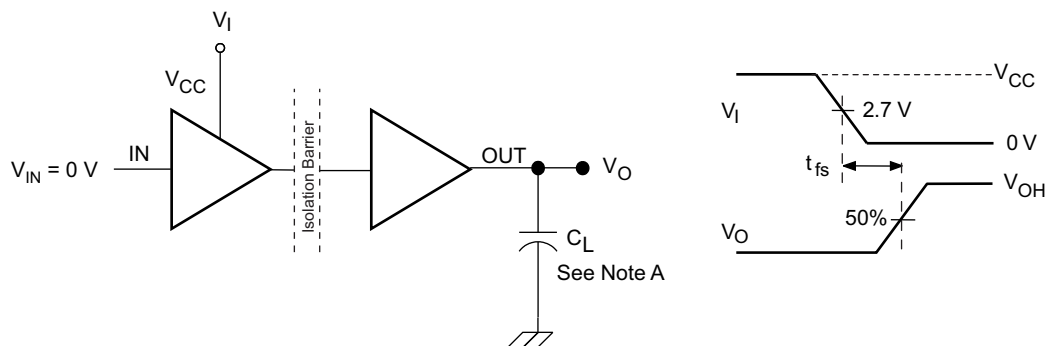 V_I
V_CC
IN
V_IN = 0 V
Isolation Barrier
OUT
V_O
C_L
See Note A
V_I
V_CC
2.7 V
0 V
t_fs
V_O
50%
V_OH